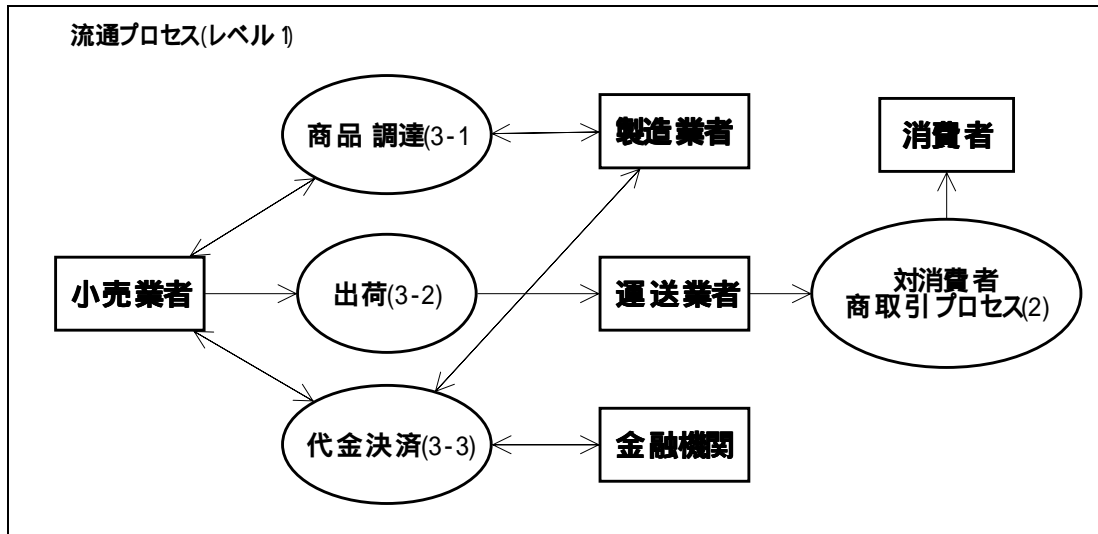 流通プロセス(レベル 1)
商品 調達(3-1
製造業者
消費者
小売業者
出荷(3-2)
運送業者
対消費者
商取引プロセス(2)
代金決済(3-3)
金融機関